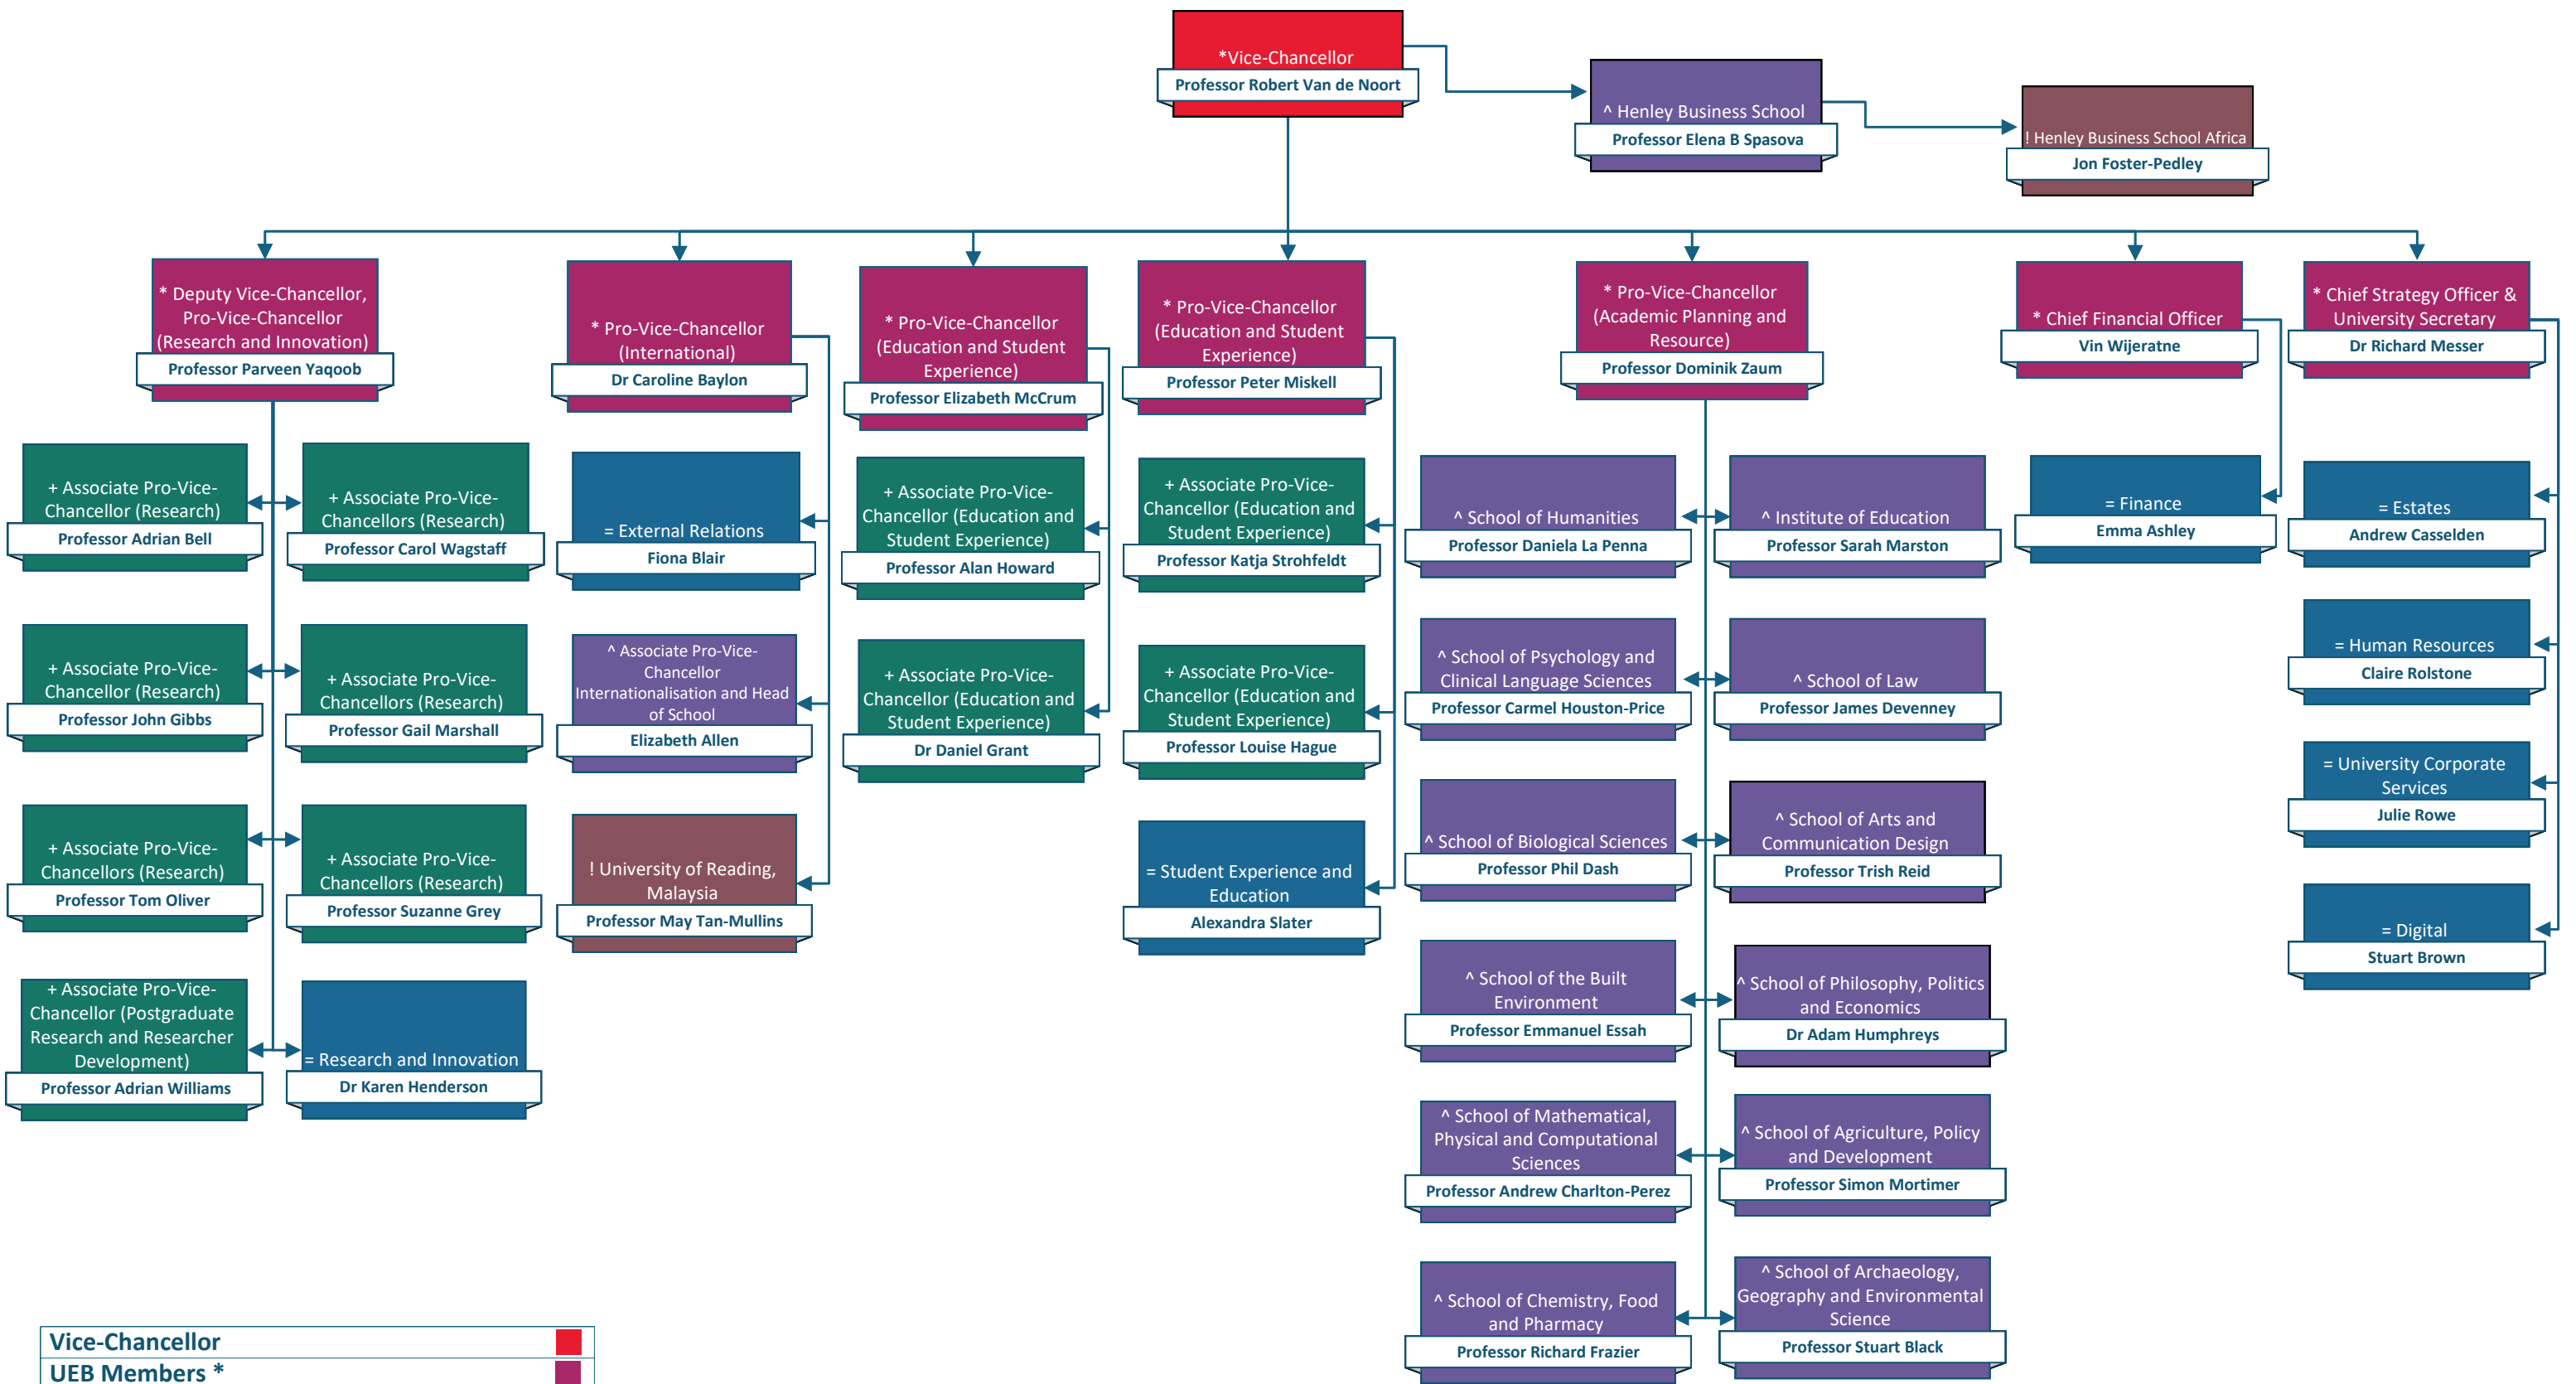 *Vice-Chancellor
Professor Robert Van de Noort
^ Henley Business School
Professor Elena B Spasova
! Henley Business School Africa
Jon Foster-Pedley
* Deputy Vice-Chancellor,
Pro-Vice-Chancellor
(Research and Innovation)
Professor Parveen Yaqoob
* Pro-Vice-Chancellor
(International)
Dr Caroline Baylon
* Pro-Vice-Chancellor
(Education and Student
Experience)
Professor Elizabeth McCrum
* Pro-Vice-Chancellor
(Education and Student
Experience)
Professor Peter Miskell
* Pro-Vice-Chancellor
(Academic Planning and
Resource)
Professor Dominik Zaum
* Chief Financial Officer
Vin Wijeratne
* Chief Strategy Officer &
University Secretary
Dr Richard Messer
+ Associate Pro-Vice-
Chancellor (Research)
Professor Adrian Bell
+ Associate Pro-Vice-
Chancellors (Research)
Professor Carol Wagstaff
+ Associate Pro-Vice-
Chancellor (Research)
Professor John Gibbs
+ Associate Pro-Vice-
Chancellors (Research)
Professor Gail Marshall
+ Associate Pro-Vice-
Chancellors (Research)
Professor Tom Oliver
+ Associate Pro-Vice-
Chancellors (Research)
Professor Suzanne Grey
+ Associate Pro-Vice-
Chancellor (Postgraduate
Research and Researcher
Development)
Professor Adrian Williams
= Research and Innovation
Dr Karen Henderson
= External Relations
Fiona Blair
^ Associate Pro-Vice-
Chancellor
Internationalisation and Head
of School
Elizabeth Allen
! University of Reading,
Malaysia
Professor May Tan-Mullins
+ Associate Pro-Vice-
Chancellor (Education and
Student Experience)
Professor Alan Howard
+ Associate Pro-Vice-
Chancellor (Education and
Student Experience)
Dr Daniel Grant
+ Associate Pro-Vice-
Chancellor (Education and
Student Experience)
Professor Katja Strohfeldt
+ Associate Pro-Vice-
Chancellor (Education and
Student Experience)
Professor Louise Hague
= Student Experience and
Education
Alexandra Slater
^ School of Humanities
Professor Daniela La Penna
^ Institute of Education
Professor Sarah Marston
^ School of Psychology and
Clinical Language Sciences
Professor Carmel Houston-Price
^ School of Law
Professor James Devenney
^ School of Biological Sciences
Professor Phil Dash
^ School of Arts and
Communication Design
Professor Trish Reid
^ School of the Built
Environment
Professor Emmanuel Essah
^ School of Philosophy, Politics
and Economics
Dr Adam Humphreys
^ School of Mathematical,
Physical and Computational
Sciences
Professor Andrew Charlton-Perez
^ School of Agriculture, Policy
and Development
Professor Simon Mortimer
^ School of Chemistry, Food
and Pharmacy
Professor Richard Frazier
^ School of Archaeology,
Geography and Environmental
Science
Professor Stuart Black
= Finance
Emma Ashley
= Estates
Andrew Casselden
= Human Resources
Claire Rolstone
= University Corporate
Services
Julie Rowe
= Digital
Stuart Brown
Vice-Chancellor
UEB Members *